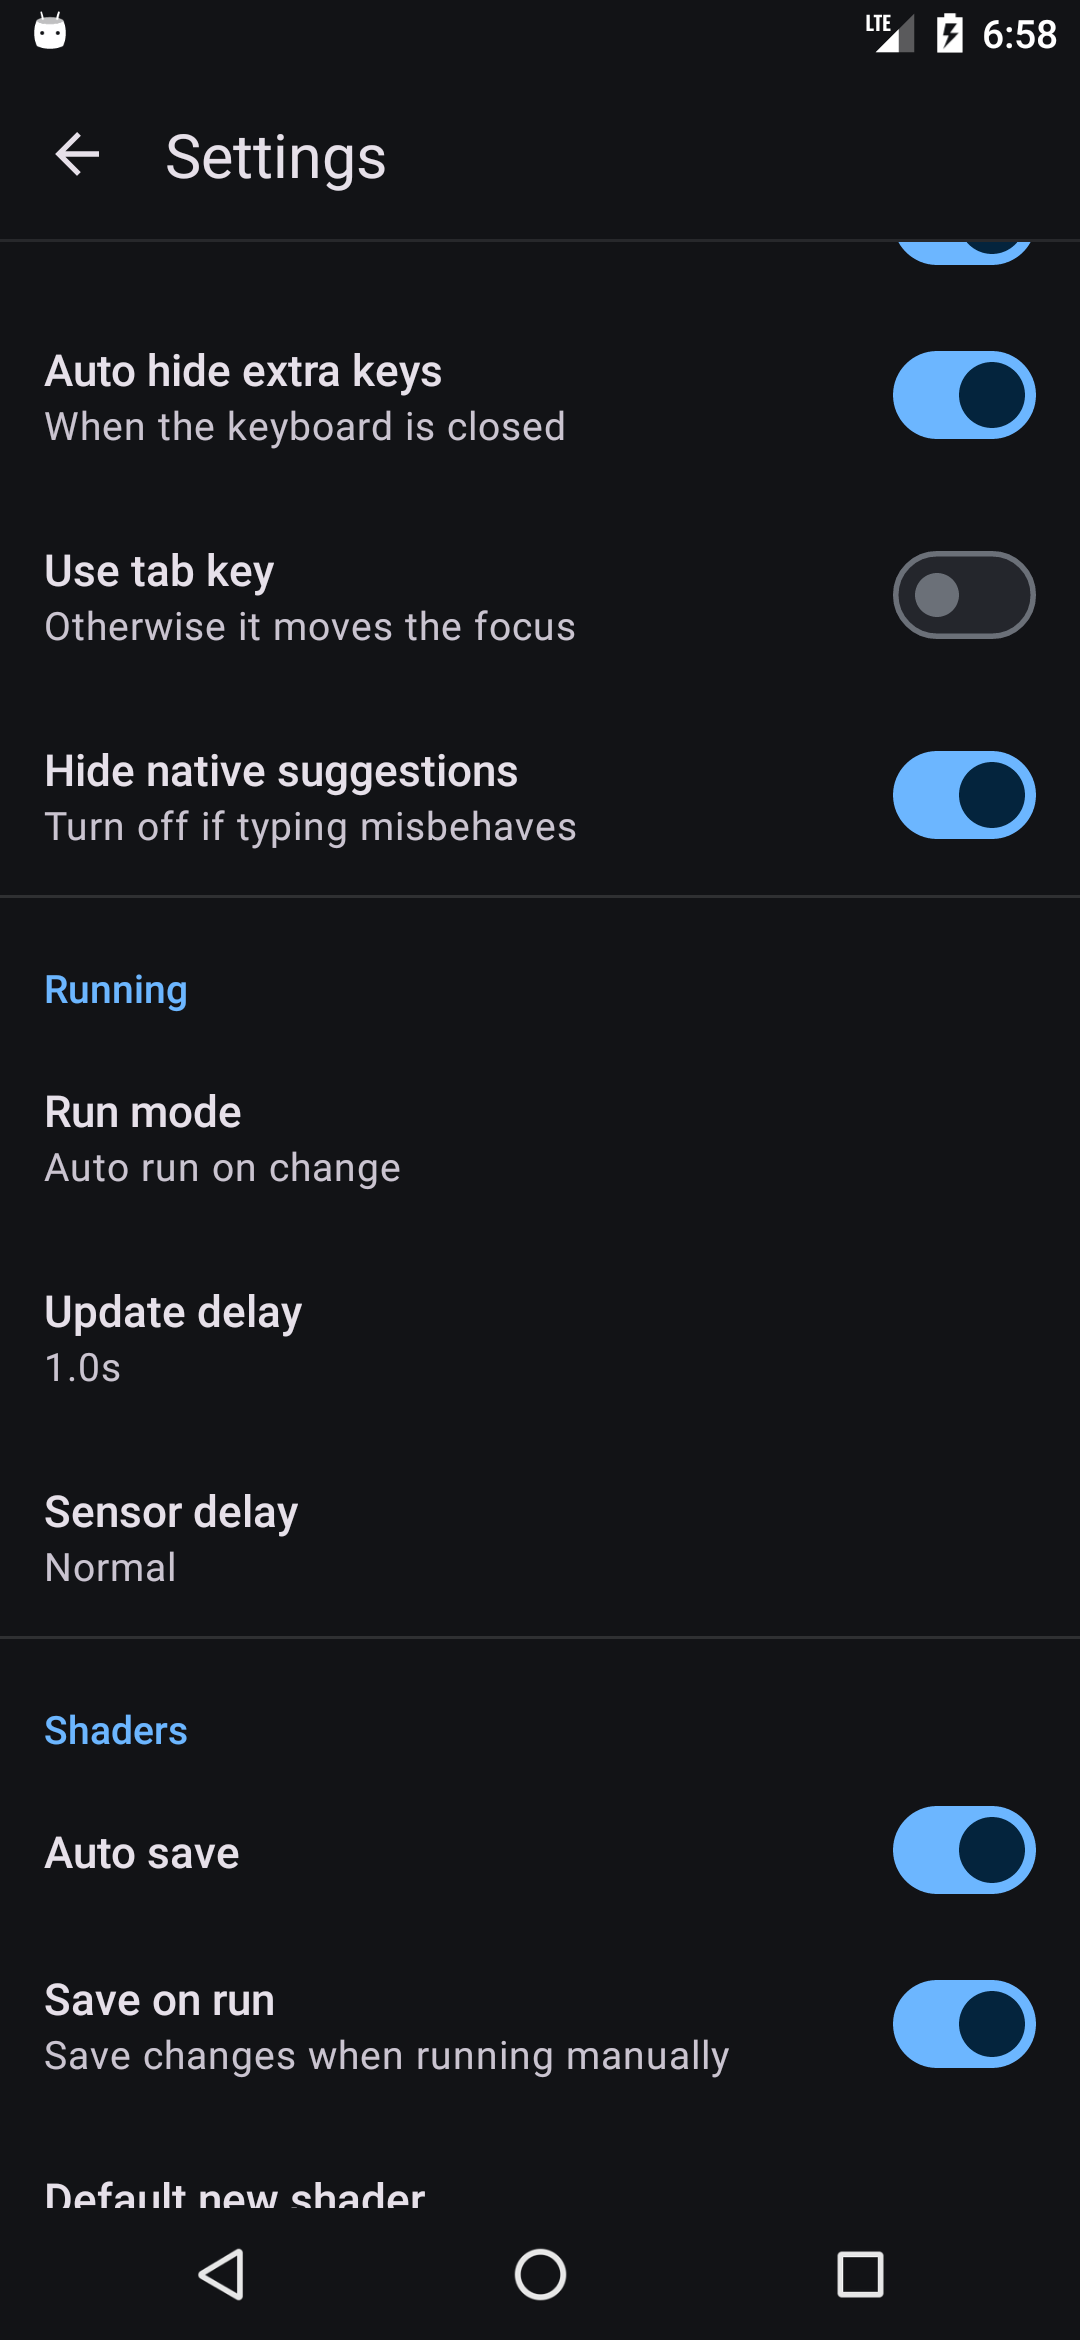 LTE 6:58
Settings
Auto hide extra keys
When the keyboard is closed
Use tab key
Otherwise it moves the focus
Hide native suggestions
Turn off if typing misbehaves
Running
Run mode
Auto run on change
Update delay
1.0s
Sensor delay
Normal
Shaders
Auto save
Save on run
Save changes when running manually
Default new shader